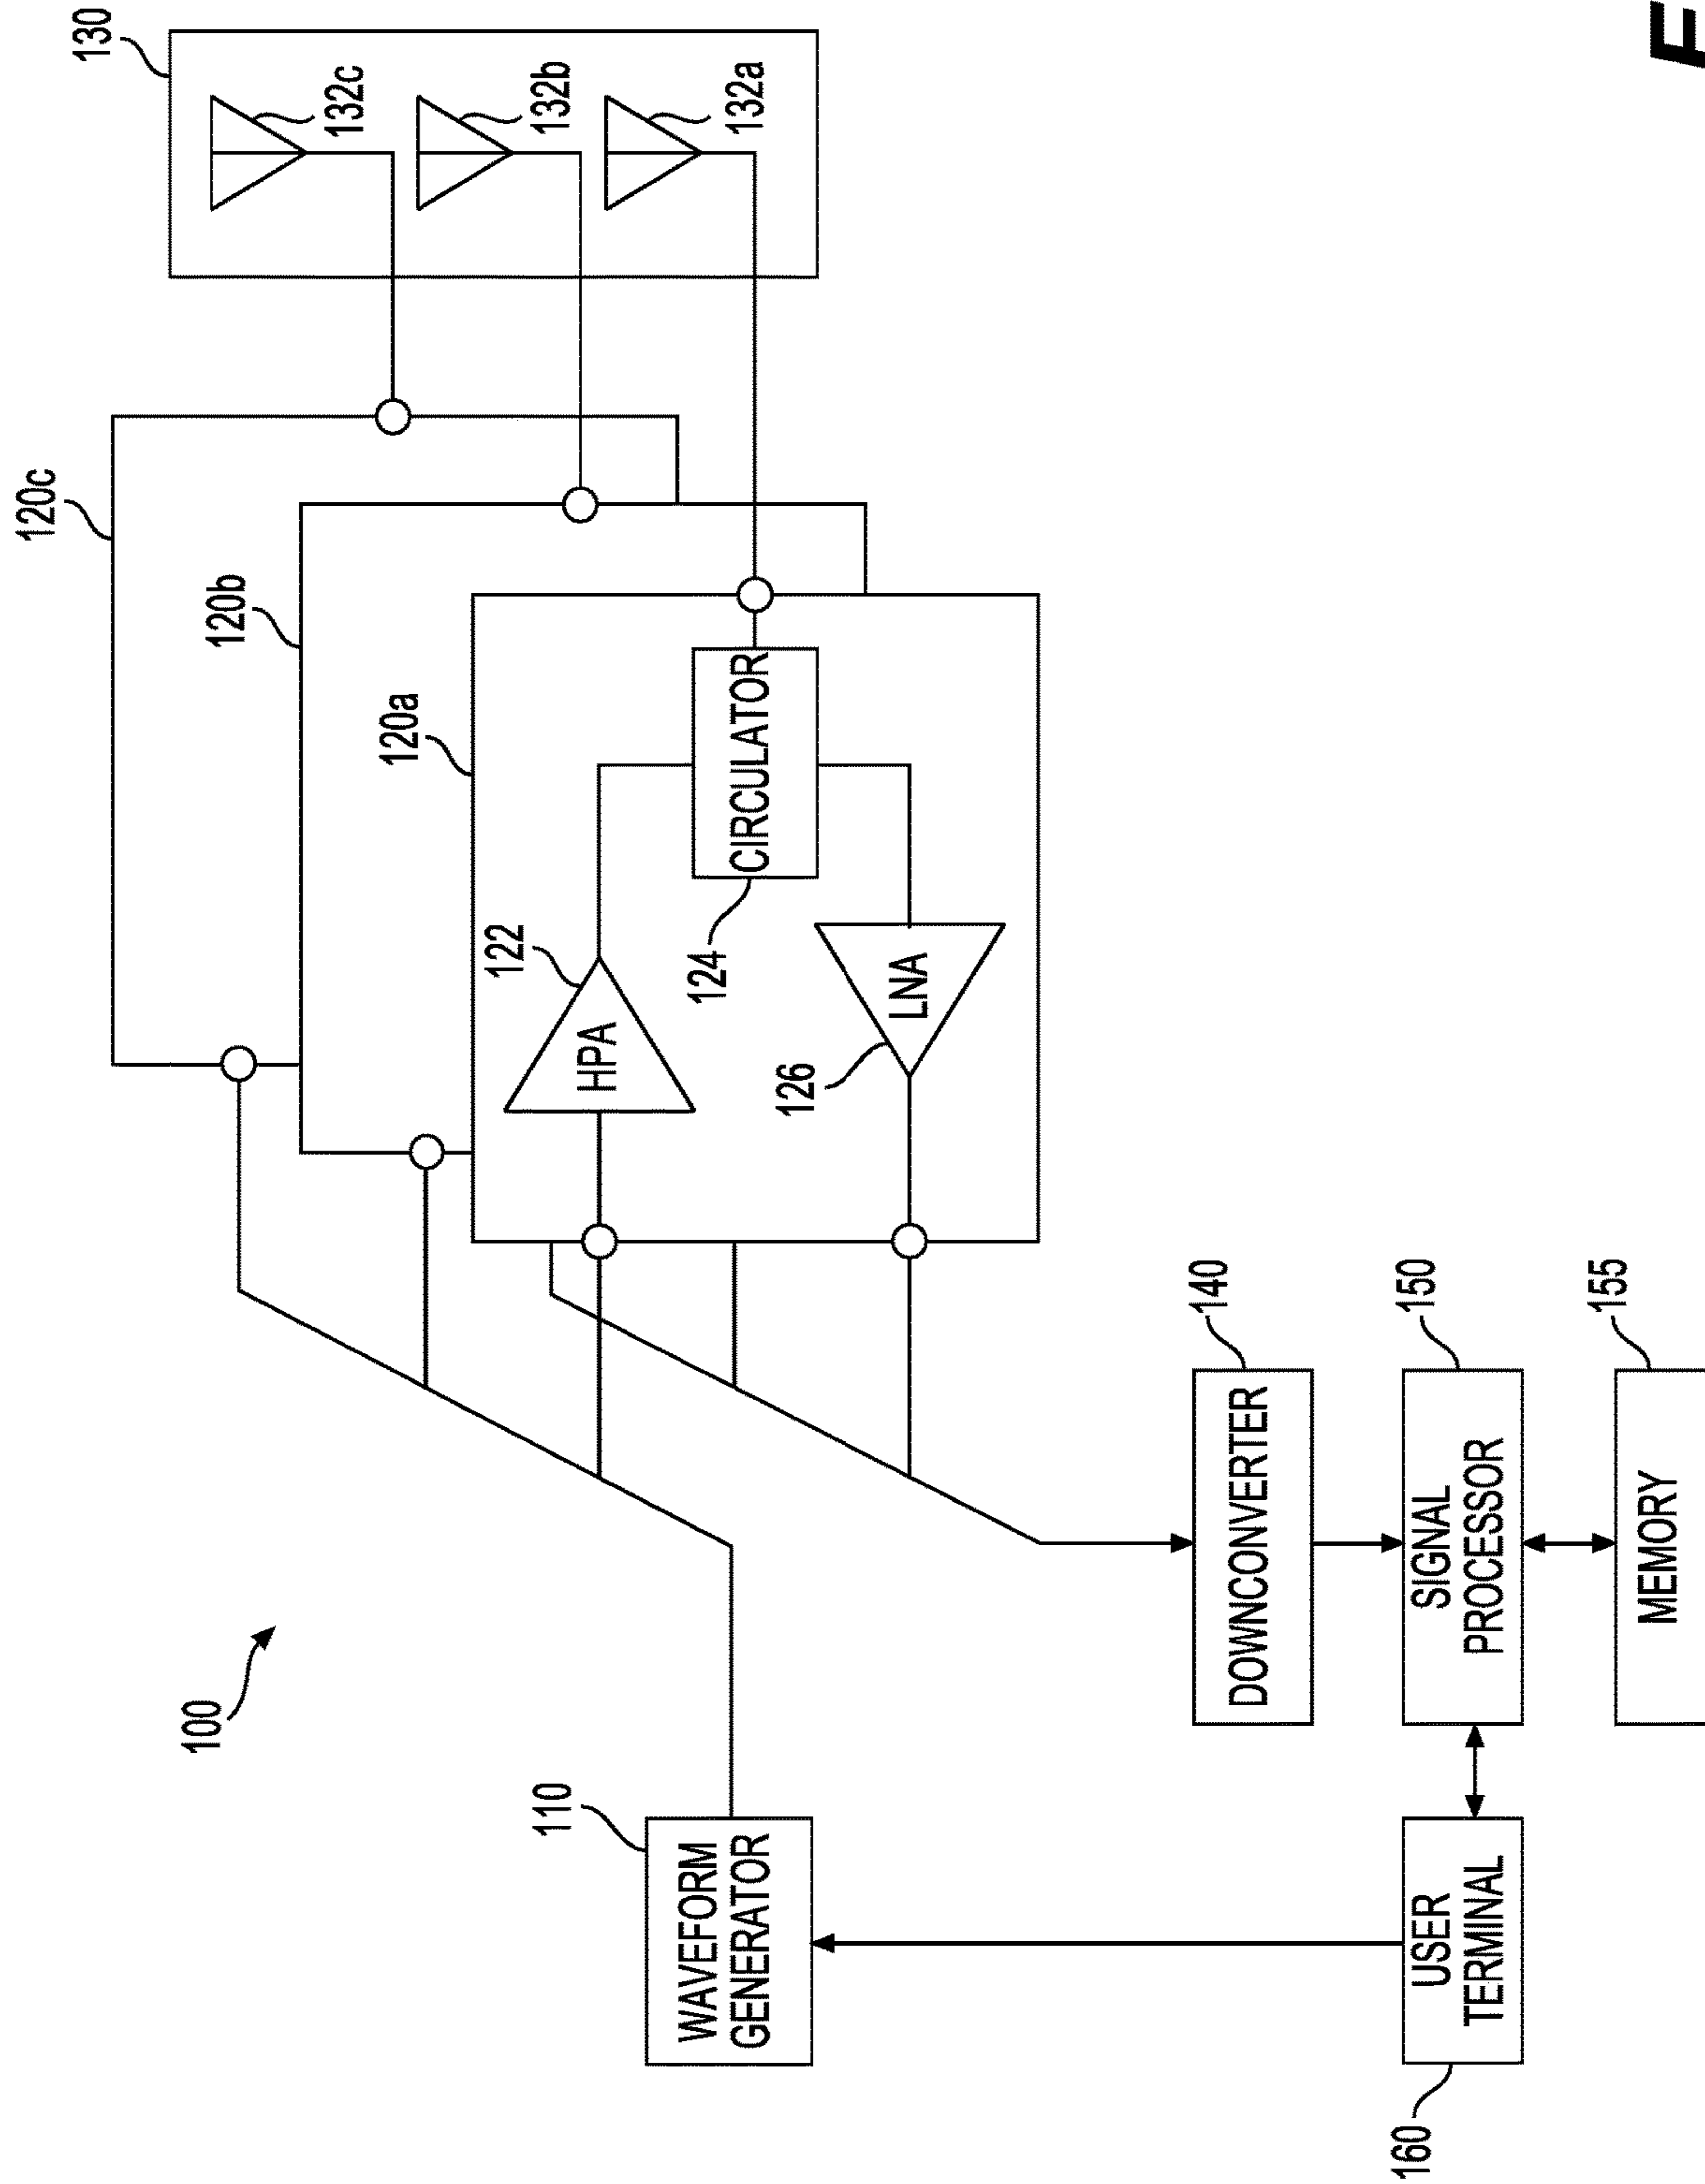 100
110
WAVEFORM
GENERATOR
120c
120b
120a
122
HPA
124
CIRCULATOR
126
LNA
130
132c
132b
132a
140
DOWNCONVERTER
150
SIGNAL
PROCESSOR
155
MEMORY
160
USER
TERMINAL
F